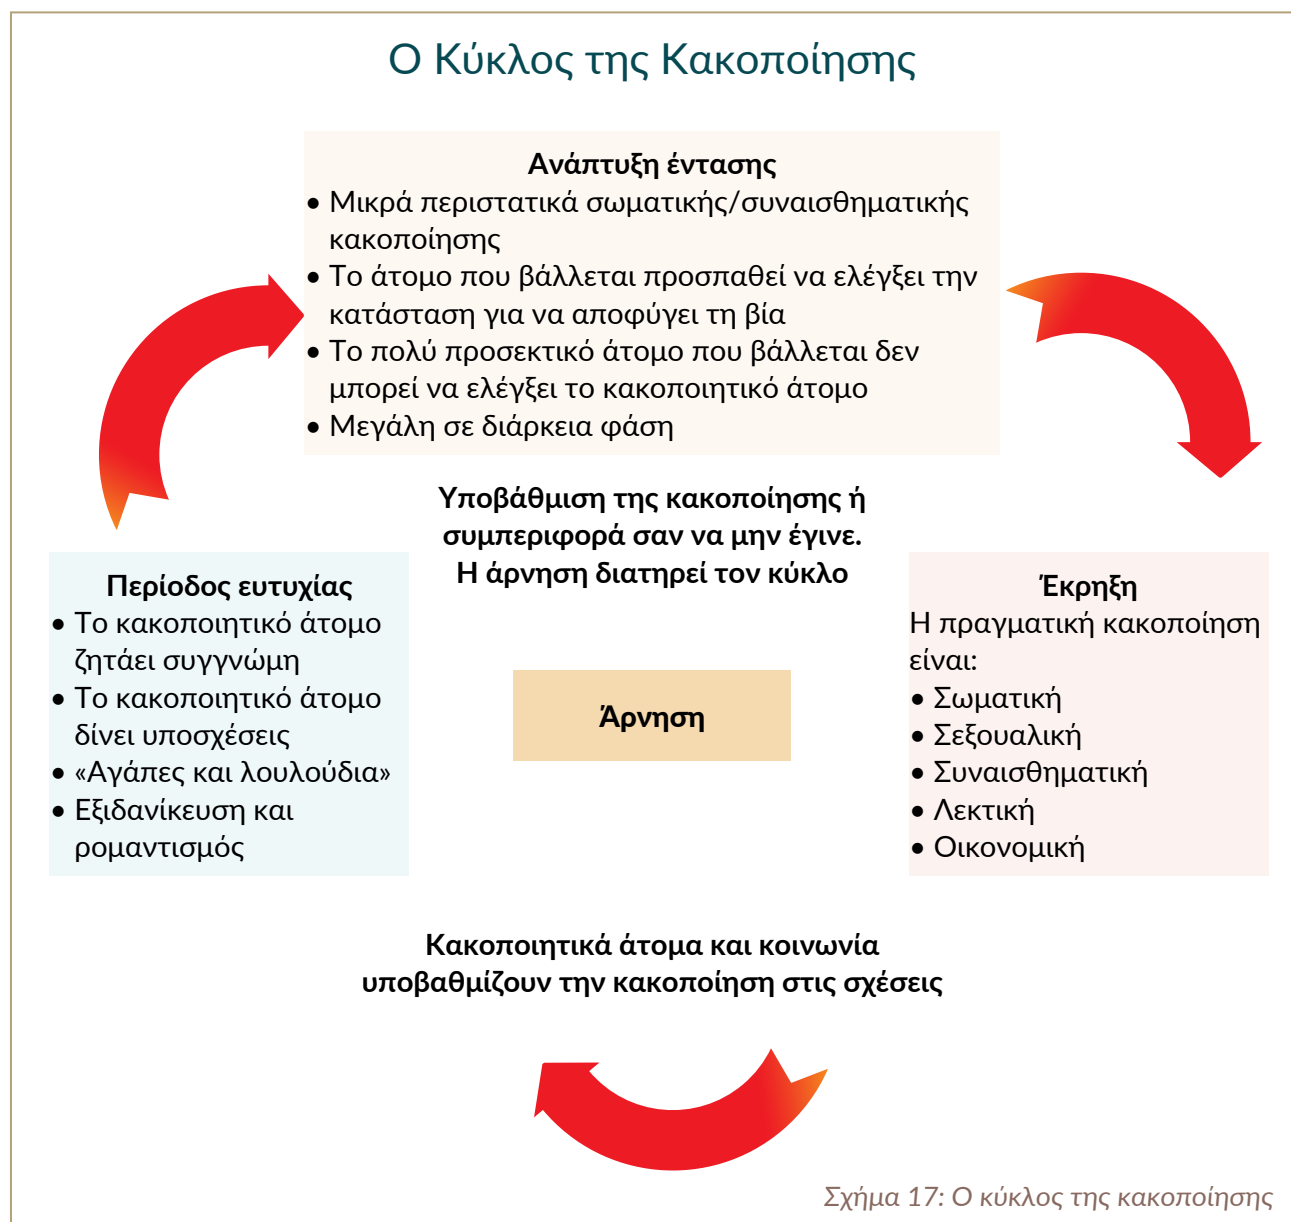 Ο Κύκλος της Κακοποίησης
Ανάπτυξη έντασης
• Μικρά περιστατικά σωματικής/συναισθηματικής
κακοποίησης
• Το άτομο που βάλλεται προσπαθεί να ελέγξει την
κατάσταση για να αποφύγει τη βία
• Το πολύ προσεκτικό άτομο που βάλλεται δεν
μπορεί να ελέγξει το κακοποιητικό άτομο
• Μεγάλη σε διάρκεια φάση
Υποβάθμιση της κακοποίησης ή
συμπεριφορά σαν να μην έγινε.
Η άρνηση διατηρεί τον κύκλο
Περίοδος ευτυχίας
• Το κακοποιητικό άτομο
ζητάει συγγνώμη
• Το κακοποιητικό άτομο
δίνει υποσχέσεις
• «Αγάπες και λουλούδια»
• Εξιδανίκευση και
ρομαντισμός
Άρνηση
Έκρηξη
Η πραγματική κακοποίηση
είναι:
• Σωματική
• Σεξουαλική
• Συναισθηματική
• Λεκτική
• Οικονομική
Κακοποιητικά άτομα και κοινωνία
υποβαθμίζουν την κακοποίηση στις σχέσεις
Σχήμα 17: Ο κύκλος της κακοποίησης